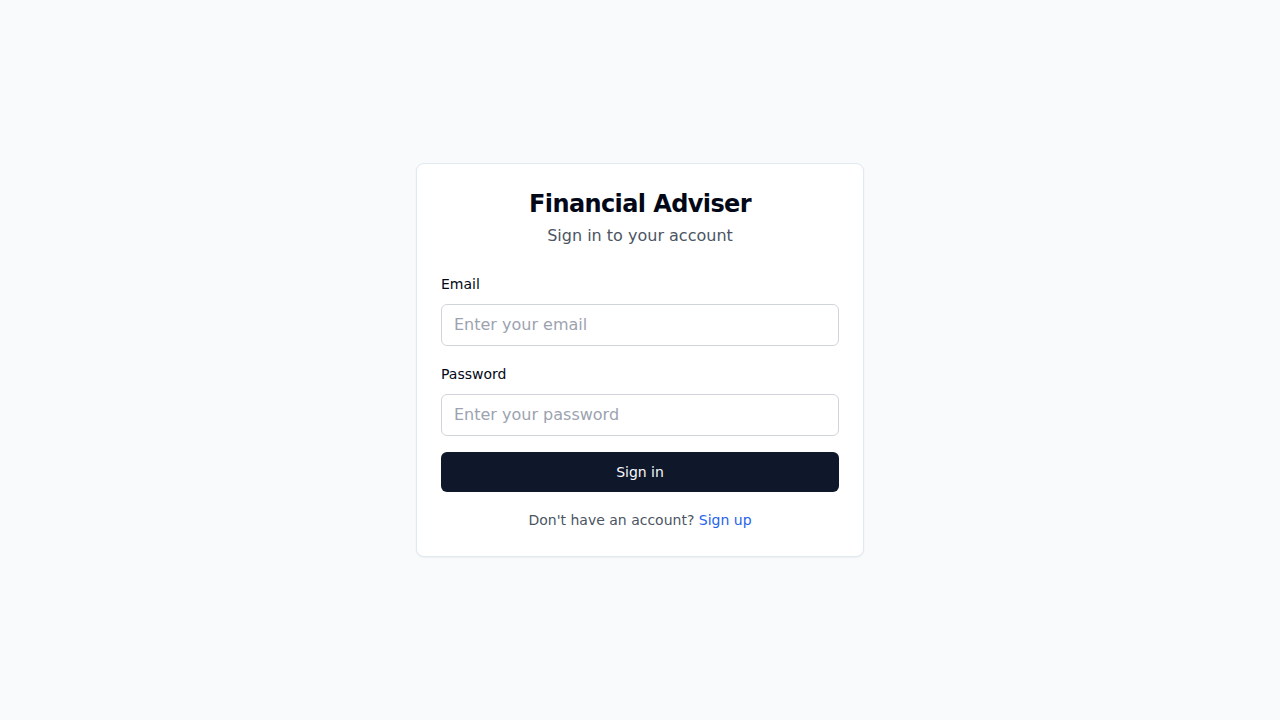 Financial Adviser
Sign in to your account
Email
Enter your email
Password
Enter your password
Sign in
Don't have an account? Sign up